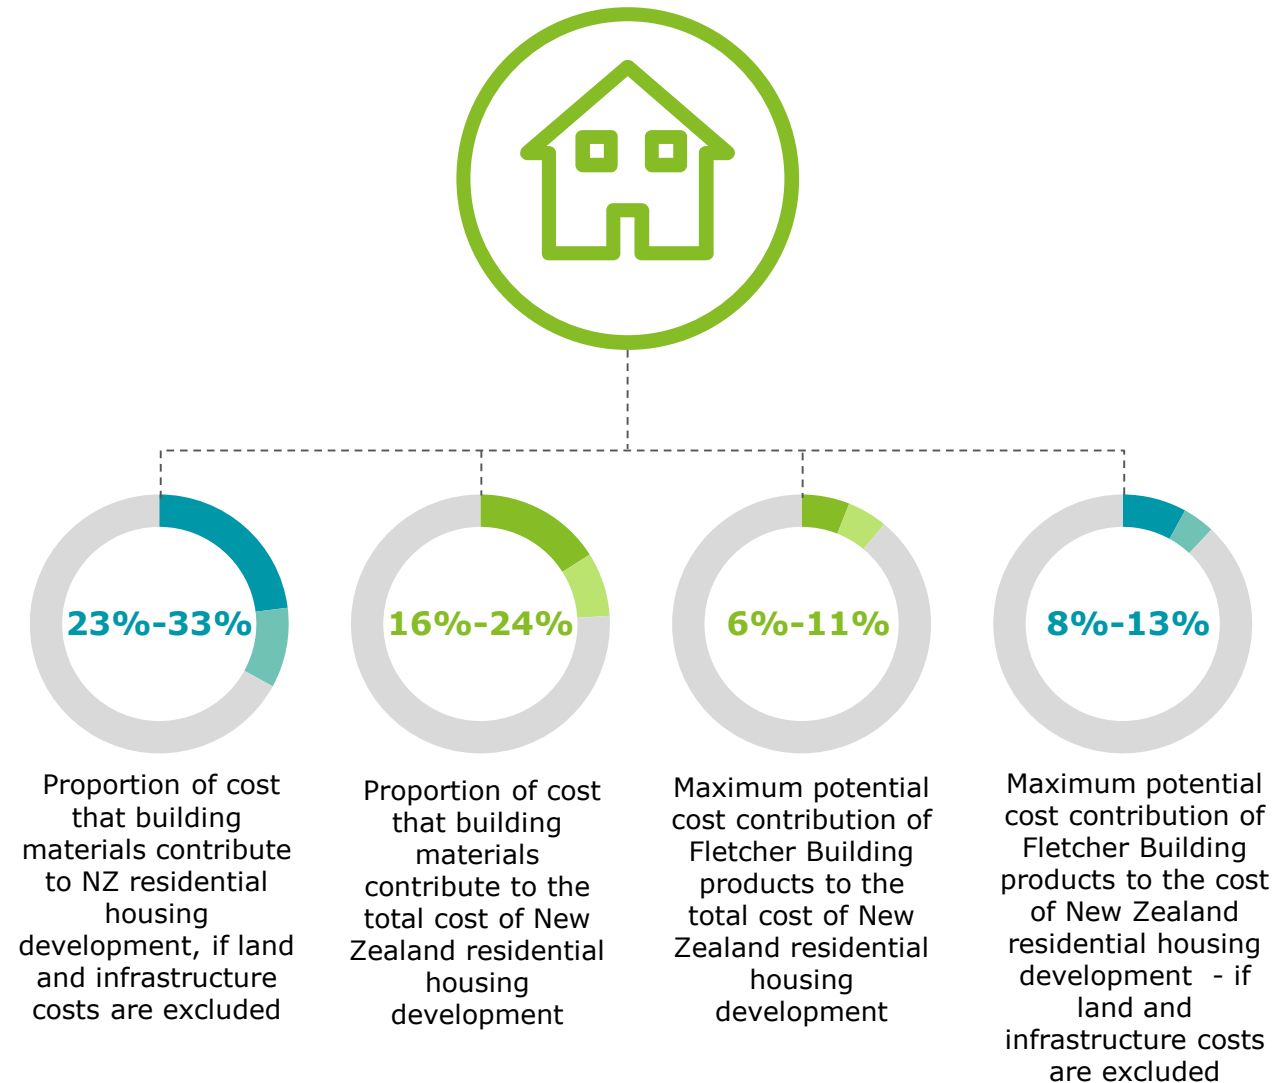 23%-33%
Proportion of cost
that building
materials contribute
to NZ residential
housing
development, if land
and infrastructure
costs are excluded
16%-24%
Proportion of cost
that building
materials
contribute to the
total cost of New
Zealand residential
housing
development
6%-11%
Maximum potential
cost contribution of
Fletcher Building
products to the
total cost of New
Zealand residential
housing
development
8%-13%
Maximum potential
cost contribution of
Fletcher Building
products to the cost
of New Zealand
residential housing
development - if
land and
infrastructure costs
are excluded